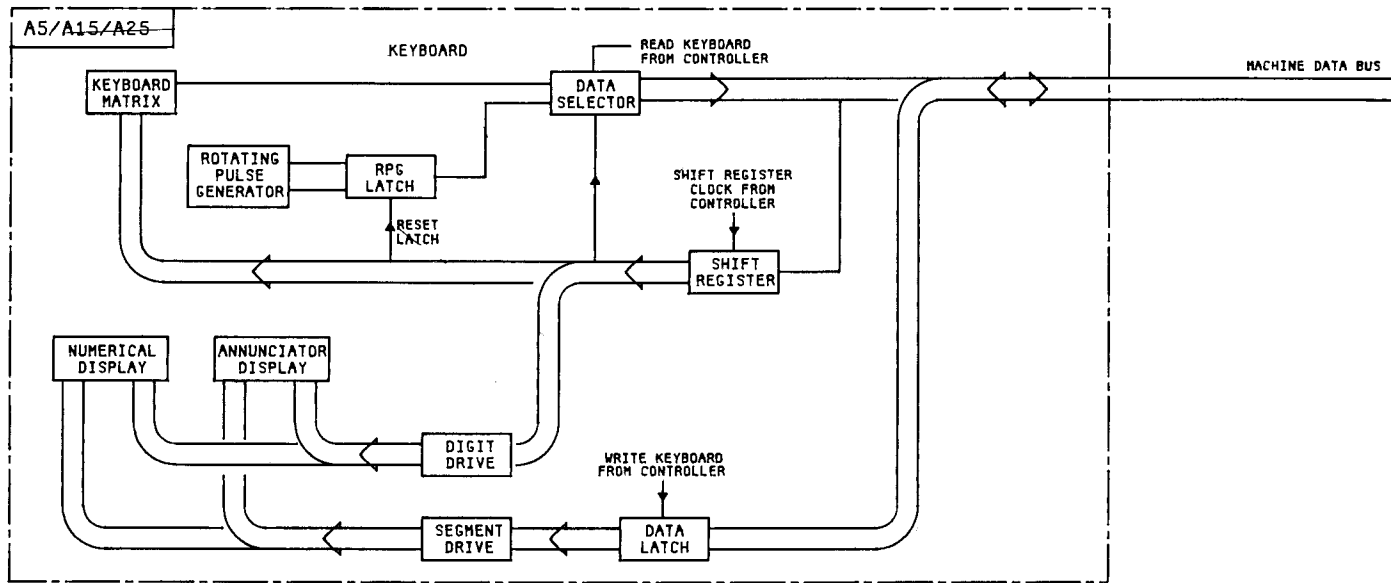 A5/A15/A25
KEYBOARD
READ KEYBOARD
FROM CONTROLLER
MACHINE DATA BUS
KEYBOARD
MATRIX
DATA
SELECTOR
ROTATING
PULSE
GENERATOR
RPG
LATCH
SHIFT REGISTER
CLOCK FROM
CONTROLLER
RESET
LATCH
SHIFT
REGISTER
NUMERICAL
DISPLAY
ANNUNCIATOR
DISPLAY
DIGIT
DRIVE
WRITE KEYBOARD
FROM CONTROLLER
SEGMENT
DRIVE
DATA
LATCH